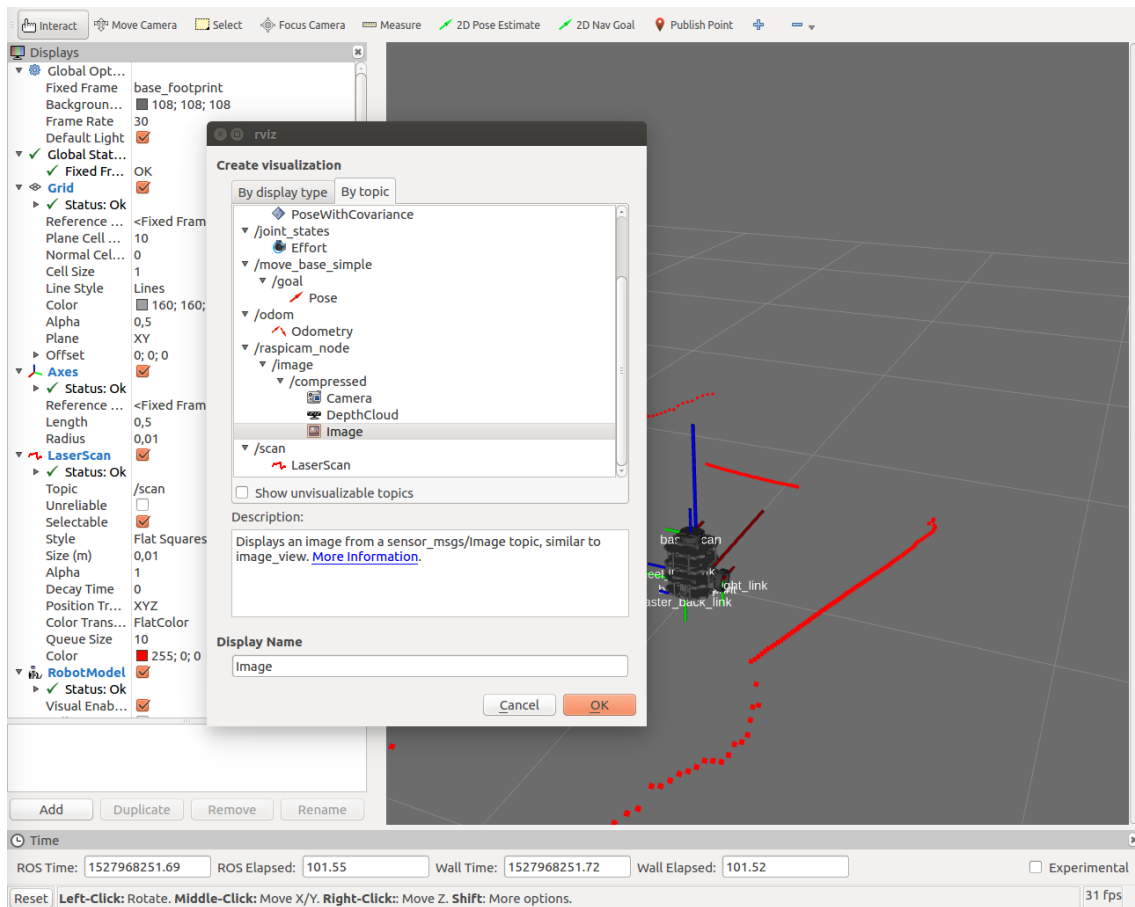 Interact Move Camera Select Focus Camera Measure 2D Pose Estimate 2D Nav Goal Publish Point
Displays
Global Opt...
Fixed Frame base_footprint
Backgroun... 108; 108; 108
Frame Rate 30
Default Light
Global Stat...
Fixed Fr... OK
Grid
Status: Ok
Reference ... <Fixed Fram
Plane Cell ... 10
Normal Cel... 0
Cell Size 1
Line Style Lines
Color 160; 160;
Alpha 0,5
Plane XY
Offset 0; 0; 0
Axes
Status: Ok
Reference ... <Fixed Fram
Length 0,5
Radius 0,01
LaserScan
Status: Ok
Topic /scan
Unreliable
Selectable
Style Flat Squares
Size (m) 0,01
Alpha 1
Decay Time 0
Position Tr... XYZ
Color Trans... FlatColor
Queue Size 10
Color 255; 0; 0
RobotModel
Status: Ok
Visual Enab...
Add Duplicate Remove Rename
rviz
Create visualization
By display type By topic
PoseWithCovariance
/joint_states
Effort
/move_base_simple
/goal
Pose
/odom
Odometry
/raspicam_node
/image
/compressed
Camera
DepthCloud
Image
/scan
LaserScan
Show unvisualizable topics
Description:
Displays an image from a sensor_msgs/Image topic, similar to
image_view. More Information.
Display Name
Image
Cancel OK
Time
ROS Time: 1527968251.69 ROS Elapsed: 101.55 Wall Time: 1527968251.72 Wall Elapsed: 101.52 Experimental
Reset Left-Click: Rotate. Middle-Click: Move X/Y. Right-Click:: Move Z. Shift: More options. 31 fps